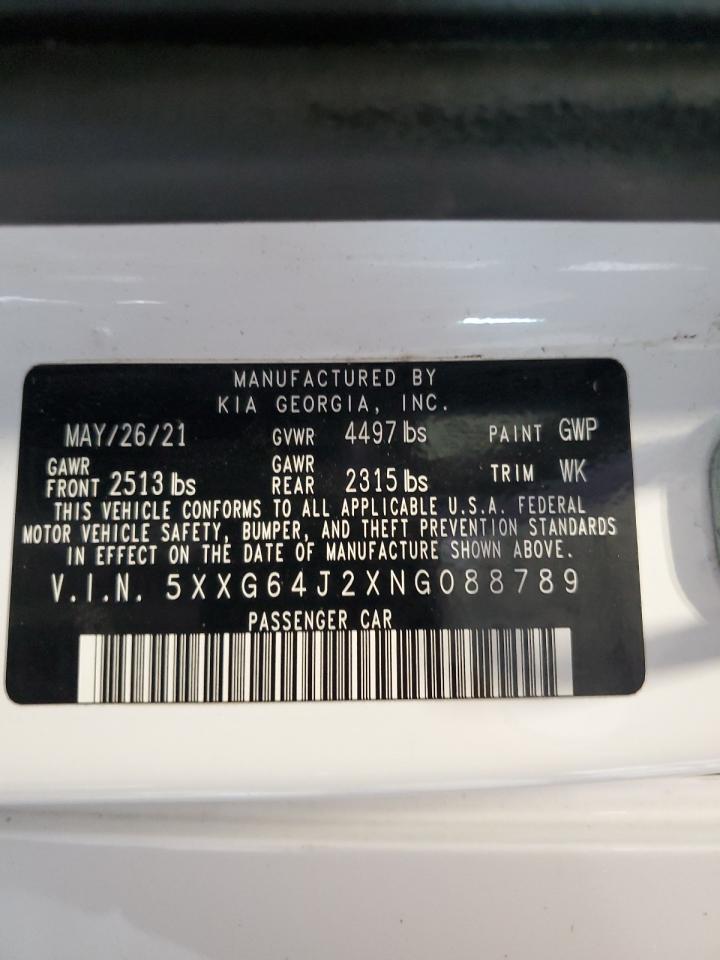 MANUFACTURED BY
KIA GEORGIA, INC.
MAY/26/21 GVWR 4497 lbs PAINT GWP
GAWR FRONT 2513 lbs GAWR REAR 2315 lbs TRIM WK
THIS VEHICLE CONFORMS TO ALL APPLICABLE U.S.A. FEDERAL
MOTOR VEHICLE SAFETY, BUMPER, AND THEFT PREVENTION STANDARDS
IN EFFECT ON THE DATE OF MANUFACTURE SHOWN ABOVE.
V.I.N. 5XXG64J2XNG088789
PASSENGER CAR